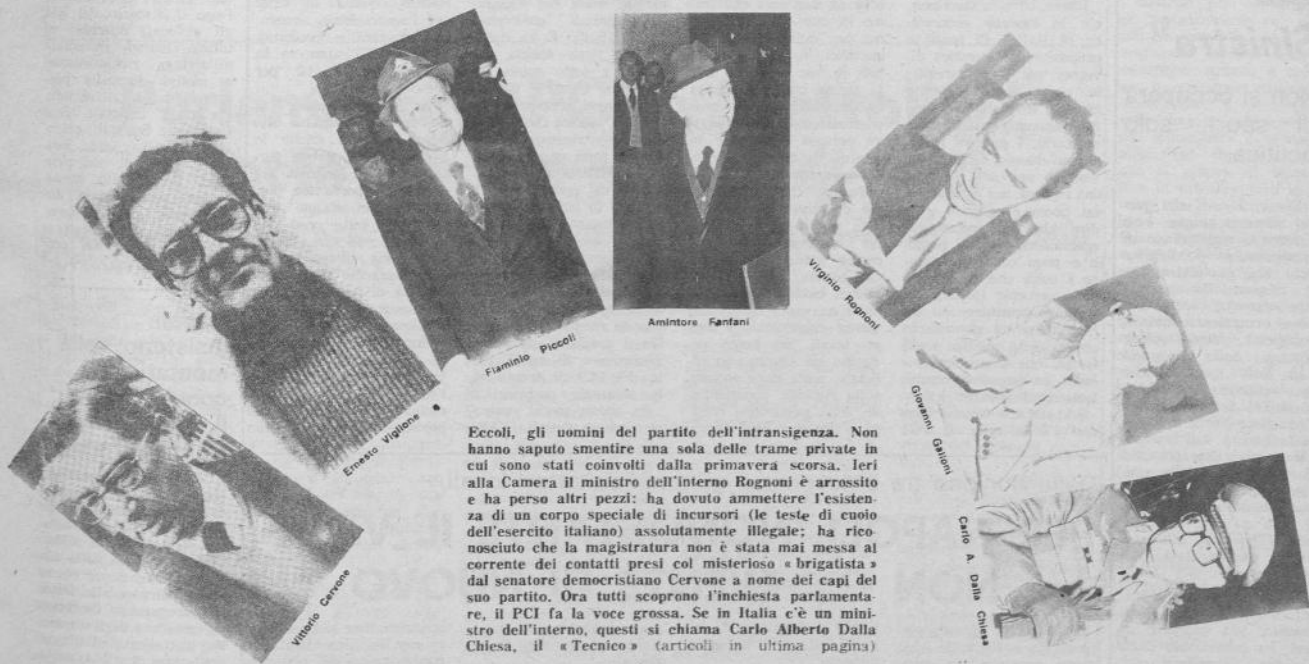 Sinistra
Vittorio Cervone
Ernesto Viglione
Flaminio Piccoli
Amintore Fanfani
Virginio Rognoni
Giovanni Galloni
Carlo A. Dalla Chiesa
Eccoli, gli uomini del partito dell'intransigenza. Non
hanno saputo smentire una sola delle trame private in
cui sono stati coinvolti dalla primavera scorsa. Ieri
alla Camera il ministro dell'interno Rognoni è arrossito
e ha perso altri pezzi: ha dovuto ammettere l'esisten-
za di un corpo speciale di incursori (le teste di cuoio
dell'esercito italiano) assolutamente illegale; ha rico
nosciuto che la magistratura non è stata mai messa al
corrente dei contatti presi col misterioso « brigatista »
dal senatore democristiano Cervone a nome dei capi del
suo partito. Ora tutti scoprono l'inchiesta parlamenta-
re, il PCI fa la voce grossa. Se in Italia c'è un mini-
stro dell'interno, questi si chiama Carlo Alberto Dalla
Chiesa, il « Tecnico » (articoli in ultima pagina)